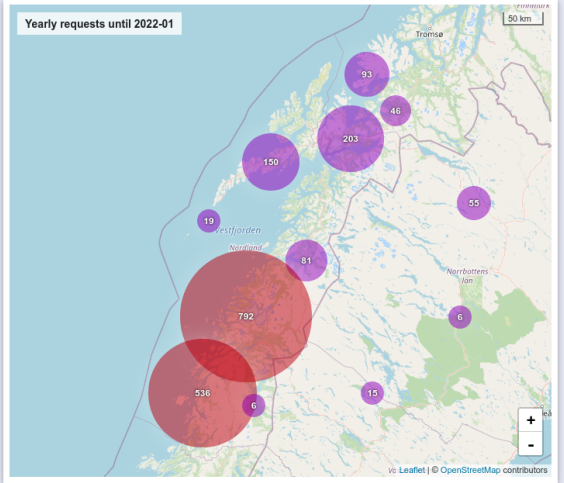 Yearly requests until 2022-01
Finnmark
50 km
Tromsø
93
46
203
150
55
19
Vestfjorden
Nordland
81
Norrbottens
län
792
6
536
6
15
+
-
Leaflet | © OpenStreetMap contributors